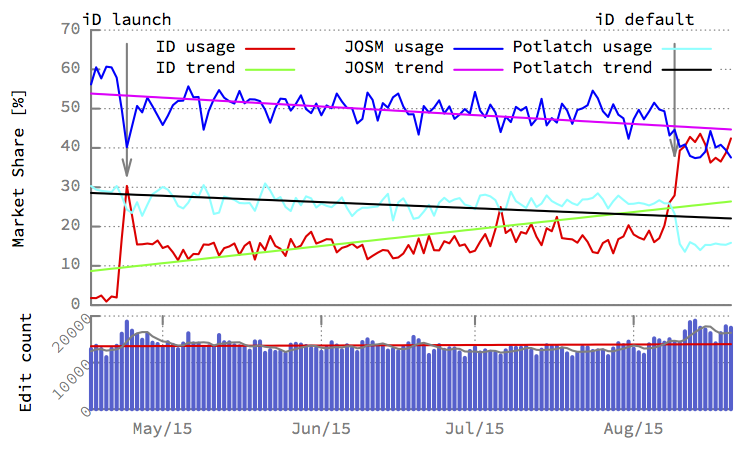 iD launch iD default
70
ID usage JOSM usage Potlatch usage
60 ID trend JOSM trend Potlatch trend
50
40
30
20
10
0
Market Share [%]
20000
10000
0
Edit count
May/15 Jun/15 Jul/15 Aug/15